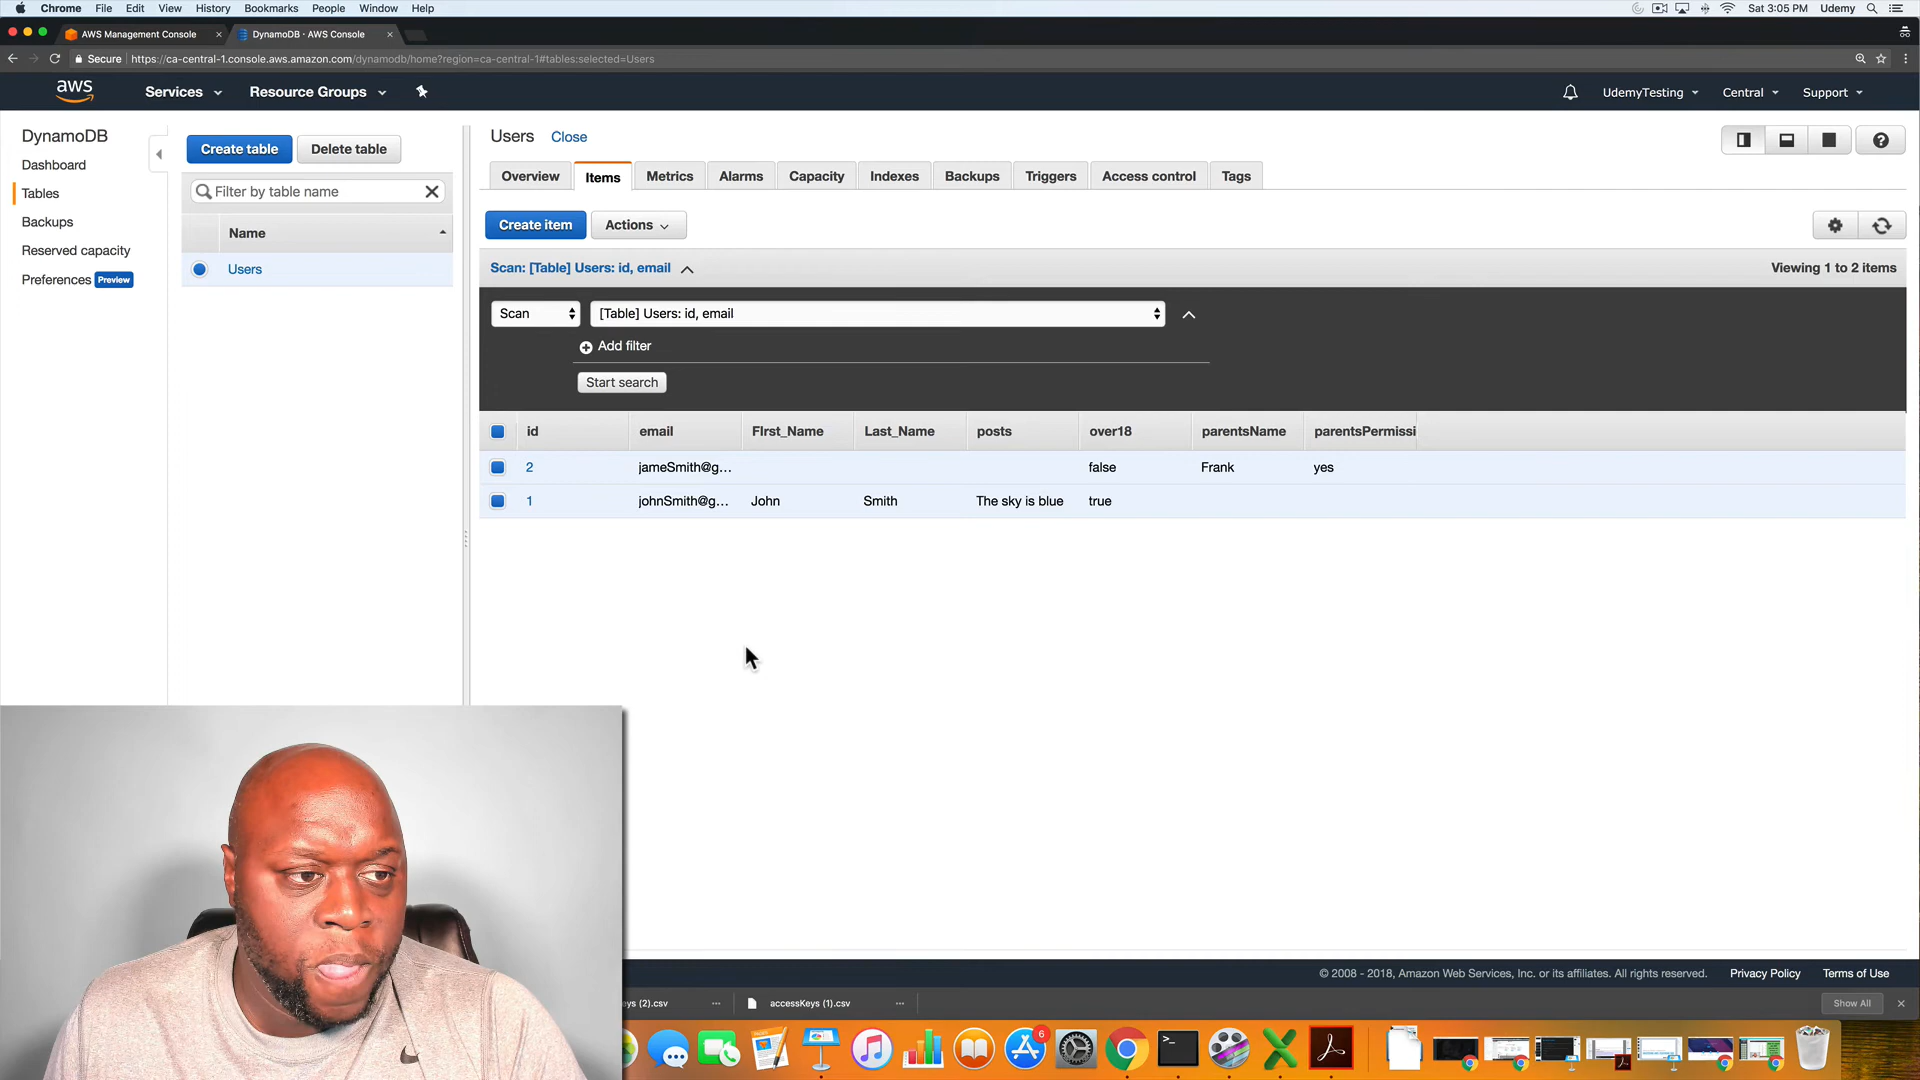 Chrome File Edit View History Bookmarks People Window Help Sat 3:05 PM Udemy
AWS Management Console × DynamoDB · AWS Console ×
Secure https://ca-central-1.console.aws.amazon.com/dynamodb/home?region=ca-central-1#tables:selected=Users
aws Services Resource Groups UdemyTesting Central Support
DynamoDB
Dashboard
Tables
Backups
Reserved capacity
Preferences Preview
Create table Delete table
Filter by table name
Name
Users
Users Close
Overview Items Metrics Alarms Capacity Indexes Backups Triggers Access control Tags
Create item Actions
Scan: [Table] Users: id, email Viewing 1 to 2 items
Scan [Table] Users: id, email
Add filter
Start search
id email FIrst_Name Last_Name posts over18 parentsName parentsPermissi
2 jameSmith@g... false Frank yes
1 johnSmith@g... John Smith The sky is blue true
© 2008 - 2018, Amazon Web Services, Inc. or its affiliates. All rights reserved. Privacy Policy Terms of Use
eys (2).csv accessKeys (1).csv Show All
6